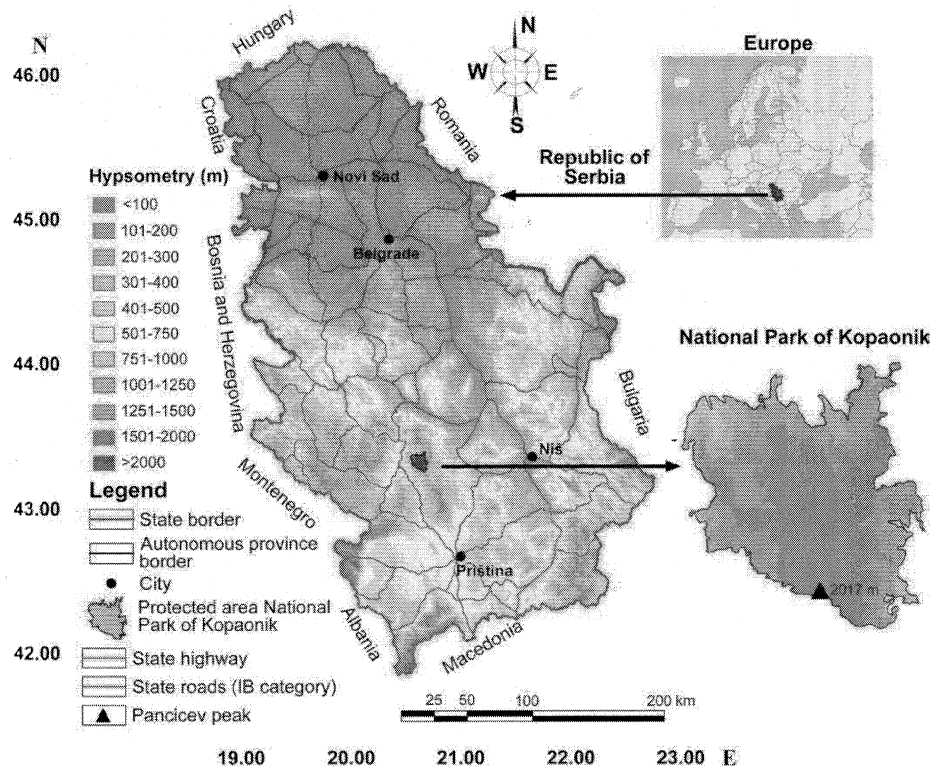 N
46.00
45.00
44.00
43.00
42.00
Hungary
Croatia
Romania
Bosnia and Herzegovina
Bulgaria
Montenegro
Albania
Macedonia
N
W E
S
Europe
Republic of
Serbia
Novi Sad
Belgrade
Niš
Priština
Hypsometry (m)
<100
101-200
201-300
301-400
401-500
501-750
751-1000
1001-1250
1251-1500
1501-2000
>2000
Legend
State border
Autonomous province
border
City
Protected area National
Park of Kopaonik
State highway
State roads (IB category)
Pancicev peak
National Park of Kopaonik
2017 m
25 50 100 200 km
19.00 20.00 21.00 22.00 23.00 E